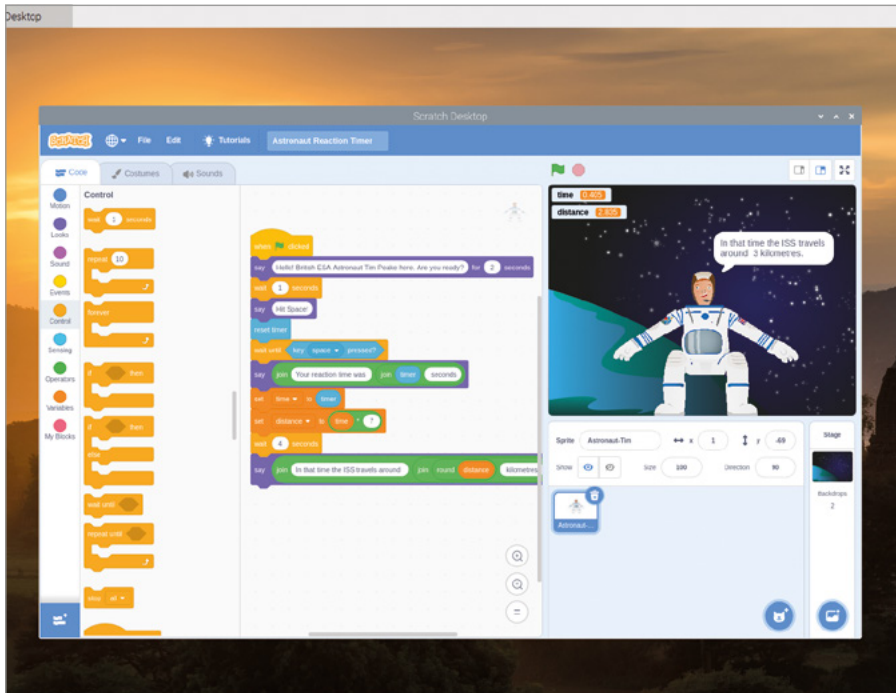 Desktop
Scratch Desktop
SCRATCH
File
Edit
Tutorials
Astronaut Reaction Timer
Code
Costumes
Sounds
Motion
Looks
Sound
Events
Control
Sensing
Operators
Variables
My Blocks
Control
wait 1 seconds
repeat 10
forever
if then
if then
else
wait until
repeat until
stop all
when clicked
say Hello! British ESA Astronaut Tim Peake here. Are you ready? for 2 seconds
wait 1 seconds
say Hit Space!
reset timer
wait until key space pressed?
say join Your reaction time was join timer seconds
set time to timer
set distance to time *
wait 4 seconds
say join In that time the ISS travels around join round distance kilometres
time 0.405
distance 2.835
In that time the ISS travels
around 3 kilometres.
Sprite Astronaut-Tim x 1 y -69
Show Size 100 Direction 90
Astronaut-...
Stage
Backdrops
2